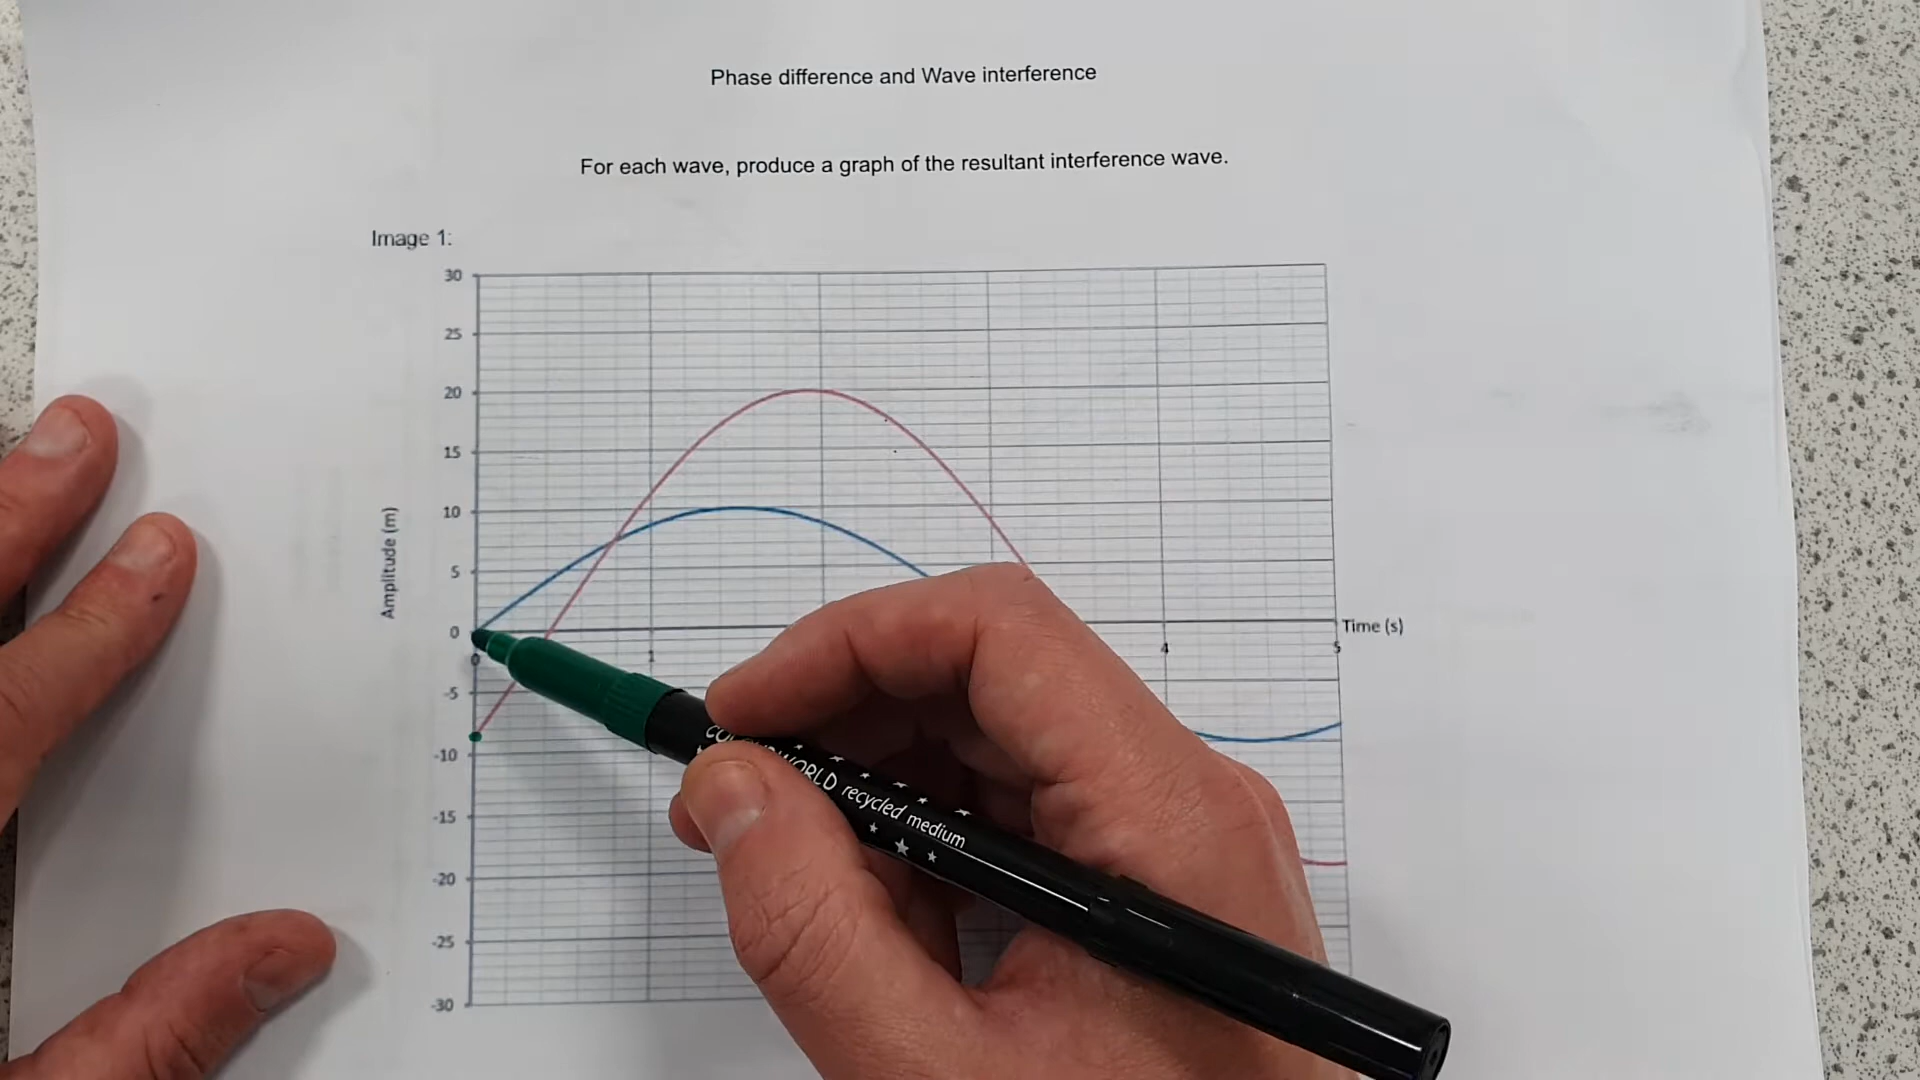 Phase difference and Wave interference
For each wave, produce a graph of the resultant interference wave.
Image 1:
30
25
20
15
10
5
0
-5
-10
-15
-20
-25
-30
Amplitude (m)
0
1
4
5
Time (s)
recycled medium